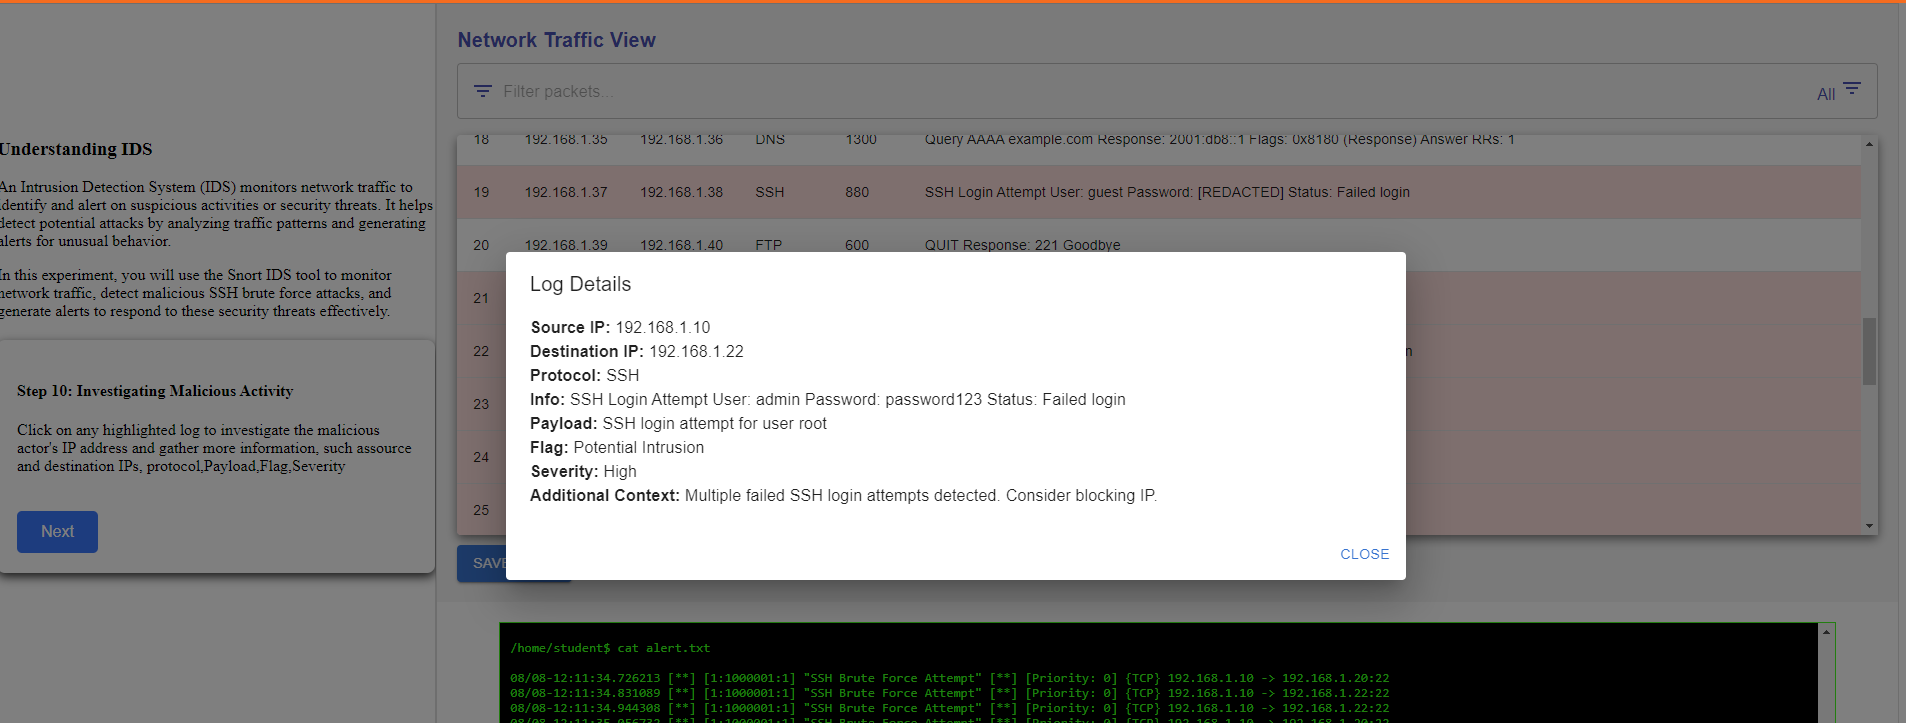 Network Traffic View
Filter packets...
All
18 192.168.1.35 192.168.1.36 DNS 1300 Query AAAA example.com Response: 2001:db8::1 Flags: 0x8180 (Response) Answer RRs: 1
Understanding IDS
An Intrusion Detection System (IDS) monitors network traffic to
identify and alert on suspicious activities or security threats. It helps
detect potential attacks by analyzing traffic patterns and generating
alerts for unusual behavior.
In this experiment, you will use the Snort IDS tool to monitor
network traffic, detect malicious SSH brute force attacks, and
generate alerts to respond to these security threats effectively.
19 192.168.1.37 192.168.1.38 SSH 880 SSH Login Attempt User: guest Password: [REDACTED] Status: Failed login
20 192.168.1.39 192.168.1.40 FTP 600 QUIT Response: 221 Goodbye
21
22
23
24
25
Log Details
Source IP: 192.168.1.10
Destination IP: 192.168.1.22
Protocol: SSH
Info: SSH Login Attempt User: admin Password: password123 Status: Failed login
Payload: SSH login attempt for user root
Flag: Potential Intrusion
Severity: High
Additional Context: Multiple failed SSH login attempts detected. Consider blocking IP.
CLOSE
Step 10: Investigating Malicious Activity
Click on any highlighted log to investigate the malicious
actor's IP address and gather more information, such assource
and destination IPs, protocol,Payload,Flag,Severity
Next
/home/student$ cat alert.txt
08/08-12:11:34.726213 [**] [1:1000001:1] "SSH Brute Force Attempt" [**] [Priority: 0] {TCP} 192.168.1.10 -> 192.168.1.20:22
08/08-12:11:34.831089 [**] [1:1000001:1] "SSH Brute Force Attempt" [**] [Priority: 0] {TCP} 192.168.1.10 -> 192.168.1.22:22
08/08-12:11:34.944308 [**] [1:1000001:1] "SSH Brute Force Attempt" [**] [Priority: 0] {TCP} 192.168.1.10 -> 192.168.1.22:22